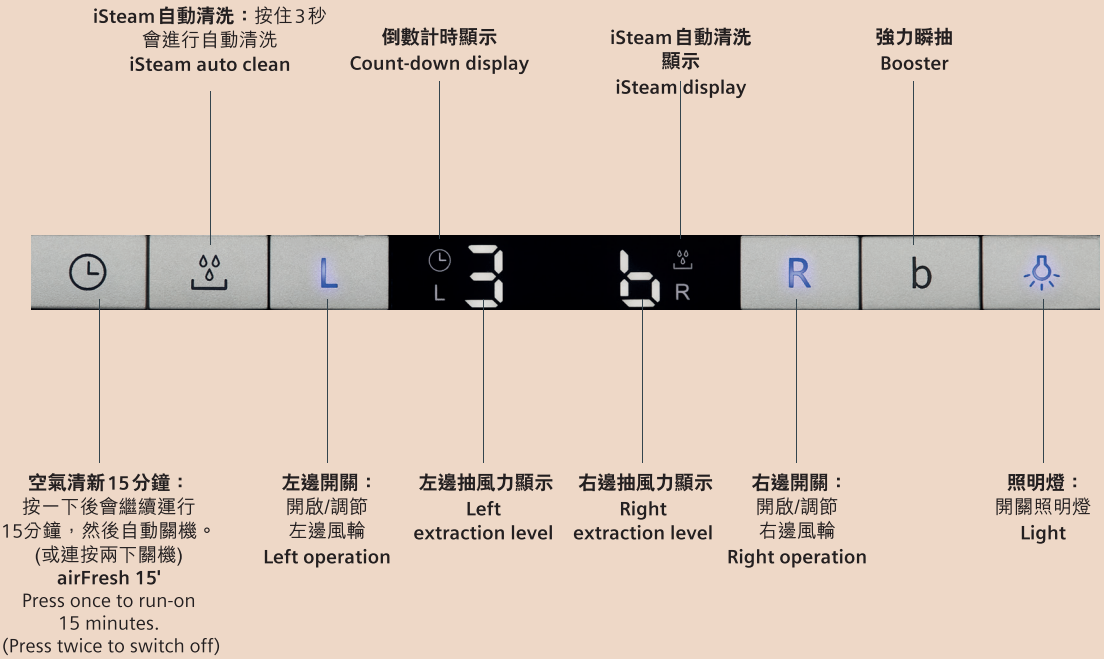 iSteam自動清洗：按住3秒
會進行自動清洗
iSteam auto clean
倒數計時顯示
Count-down display
iSteam自動清洗
顯示
iSteam display
強力瞬抽
Booster
L
L
3
b
R
R
b
空氣清新15分鐘：
按一下後會繼續運行
15分鐘，然後自動關機。
(或連按兩下關機)
airFresh 15'
Press once to run-on
15 minutes.
(Press twice to switch off)
左邊開關：
開啟/調節
左邊風輪
Left operation
左邊抽風力顯示
Left
extraction level
右邊抽風力顯示
Right
extraction level
右邊開關：
開啟/調節
右邊風輪
Right operation
照明燈：
開關照明燈
Light